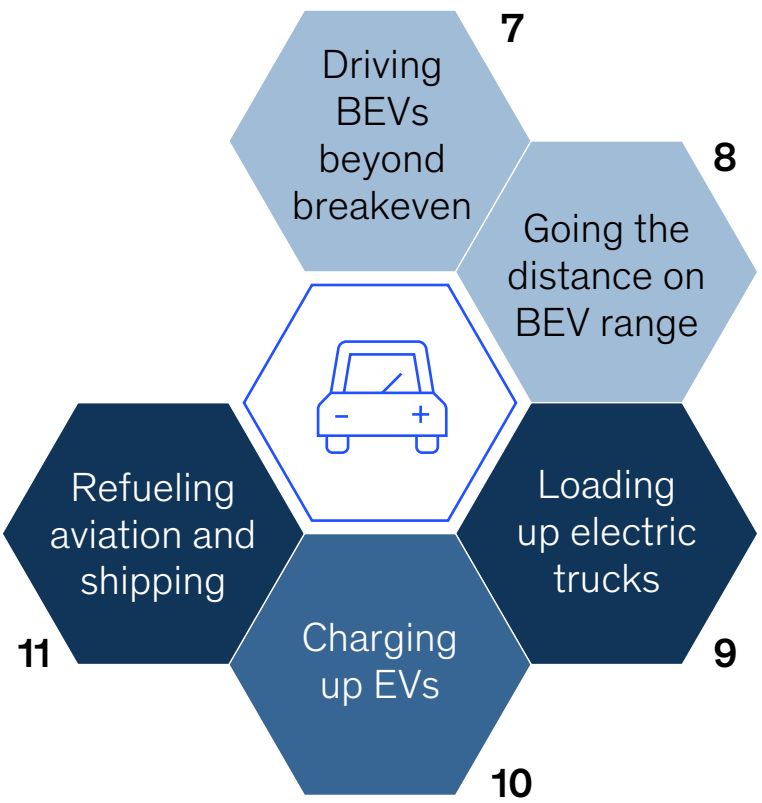 7
Driving
BEVs
beyond
breakeven
8
Going the
distance on
BEV range
9
Loading
up electric
trucks
10
Charging
up EVs
11
Refueling
aviation and
shipping
- +